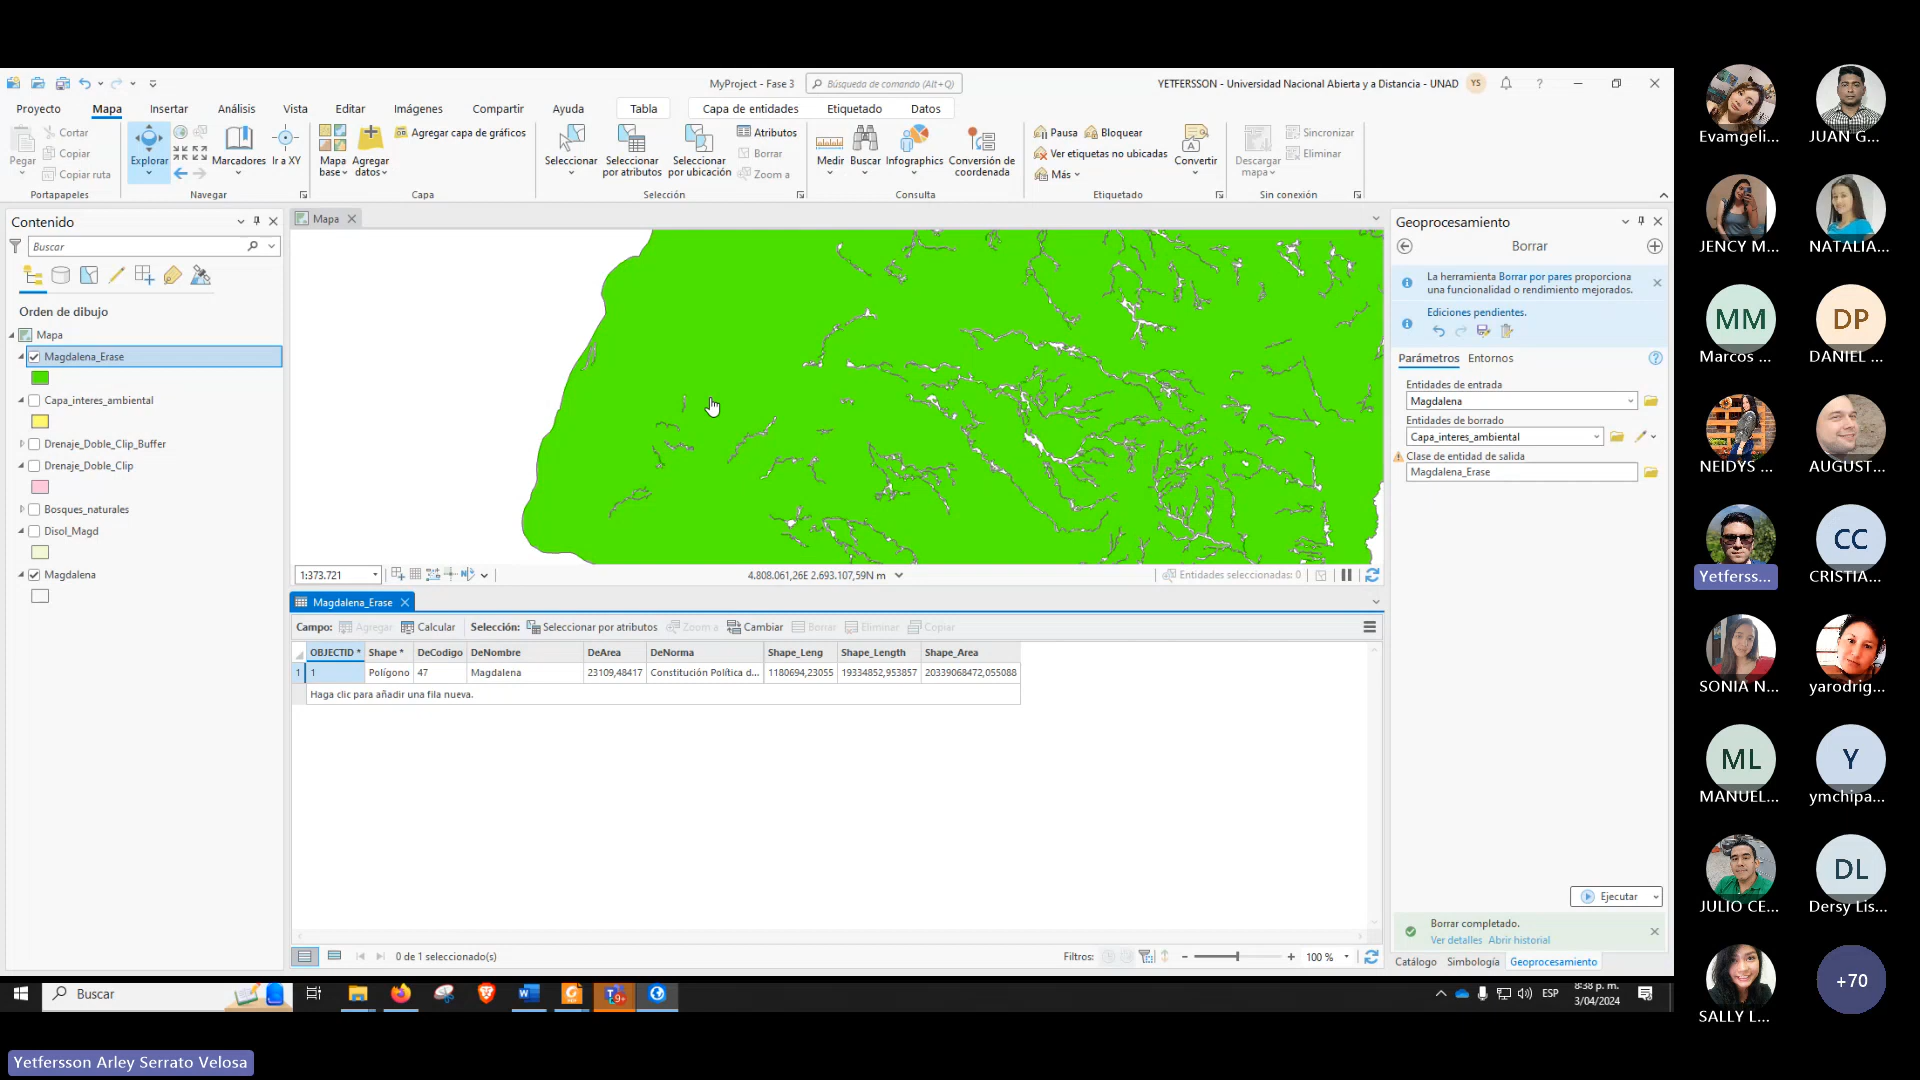 MyProject - Fase 3
Búsqueda de comando (Alt+Q)
YETFERSSON - Universidad Nacional Abierta y a Distancia - UNAD
YS
?
Proyecto
Mapa
Insertar
Análisis
Vista
Editar
Imágenes
Compartir
Ayuda
Tabla
Capa de entidades
Etiquetado
Datos
Pegar
Cortar
Copiar
Copiar ruta
Portapapeles
Explorar
Marcadores
Ir a XY
Navegar
Mapa base
Agregar datos
Agregar capa de gráficos
Capa
Seleccionar
Seleccionar por atributos
Seleccionar por ubicación
Atributos
Borrar
Zoom a
Selección
Medir
Buscar
Infographics
Conversión de coordenada
Consulta
Pausa
Bloquear
Ver etiquetas no ubicadas
Más
Convertir
Etiquetado
Descargar mapa
Sincronizar
Eliminar
Sin conexión
Contenido
Buscar
Orden de dibujo
Mapa
Magdalena_Erase
Capa_interes_ambiental
Drenaje_Doble_Clip_Buffer
Drenaje_Doble_Clip
Bosques_naturales
Disol_Magd
Magdalena
Mapa
1:373.721
4.808.061,26E 2.693.107,59N m
Entidades seleccionadas: 0
Magdalena_Erase
Campo:
Agregar
Calcular
Selección:
Seleccionar por atributos
Zoom a
Cambiar
Borrar
Eliminar
Copiar
OBJECTID * Shape * DeCodigo DeNombre DeArea DeNorma Shape_Leng Shape_Length Shape_Area
1 1 Polígono 47 Magdalena 23109,48417 Constitución Política d... 1180694,23055 19334852,953857 20339068472,055088
Haga clic para añadir una fila nueva.
0 de 1 seleccionado(s)
Filtros:
100 %
Geoprocesamiento
Borrar
La herramienta Borrar por pares proporciona
una funcionalidad o rendimiento mejorados.
Ediciones pendientes.
Parámetros
Entornos
Entidades de entrada
Magdalena
Entidades de borrado
Capa_interes_ambiental
Clase de entidad de salida
Magdalena_Erase
Ejecutar
Borrar completado.
Ver detalles Abrir historial
Catálogo
Simbología
Geoprocesamiento
Buscar
ESP
8:38 p. m.
3/04/2024
Yetfersson Arley Serrato Velosa
Evamgeli...
JUAN G...
JENCY M...
NATALIA...
MM
Marcos ...
DP
DANIEL ...
NEIDYS ...
AUGUST...
Yetferss...
CC
CRISTIA...
SONIA N...
yarodrig...
ML
MANUEL...
Y
ymchipa...
JULIO CE...
DL
Dersy Lis...
SALLY L...
+70